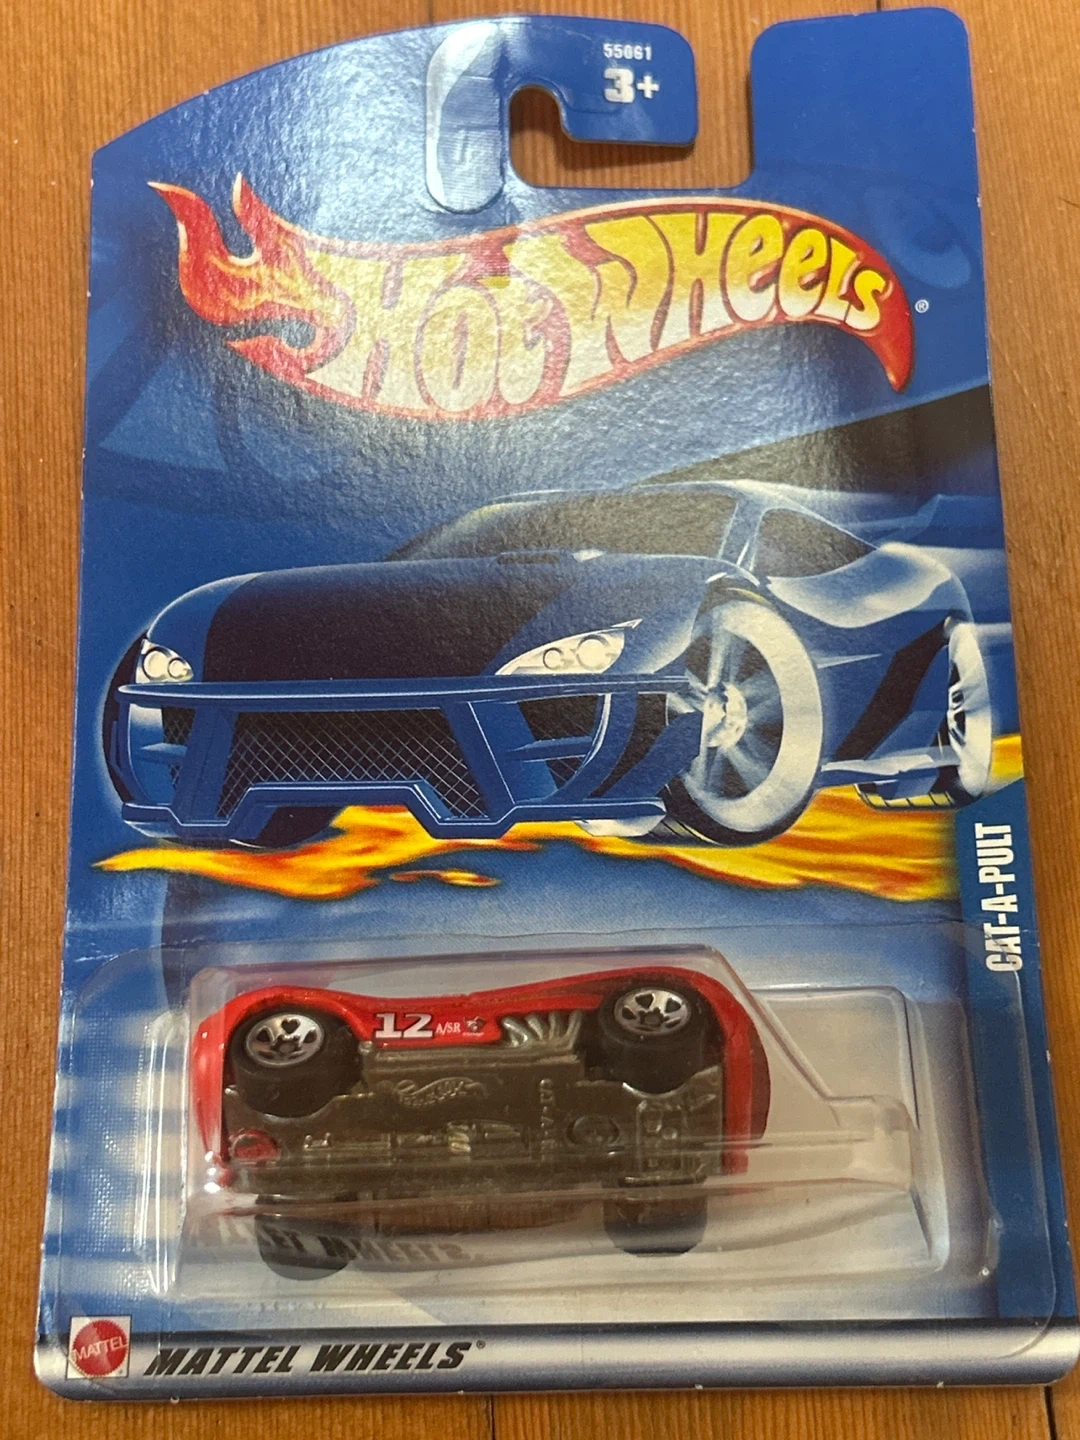 55061
3+
HOT WHEELS®
CAT-A-PULT
12 A/SR
MATTEL
MATTEL WHEELS®